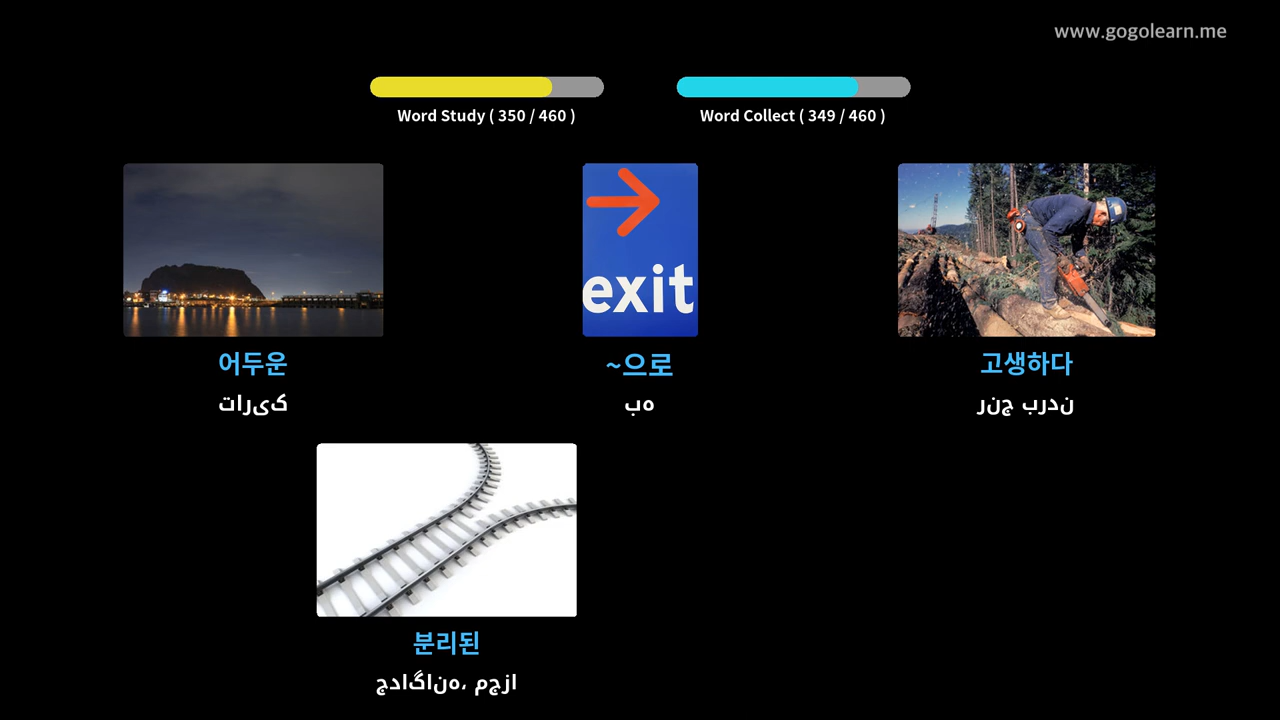 www.gogolearn.me
Word Study ( 350 / 460 )
Word Collect ( 349 / 460 )
exit
어두운
~으로
고생하다
کیرات
هب
ندرب جنر
분리된
ازجم ،هناگادج